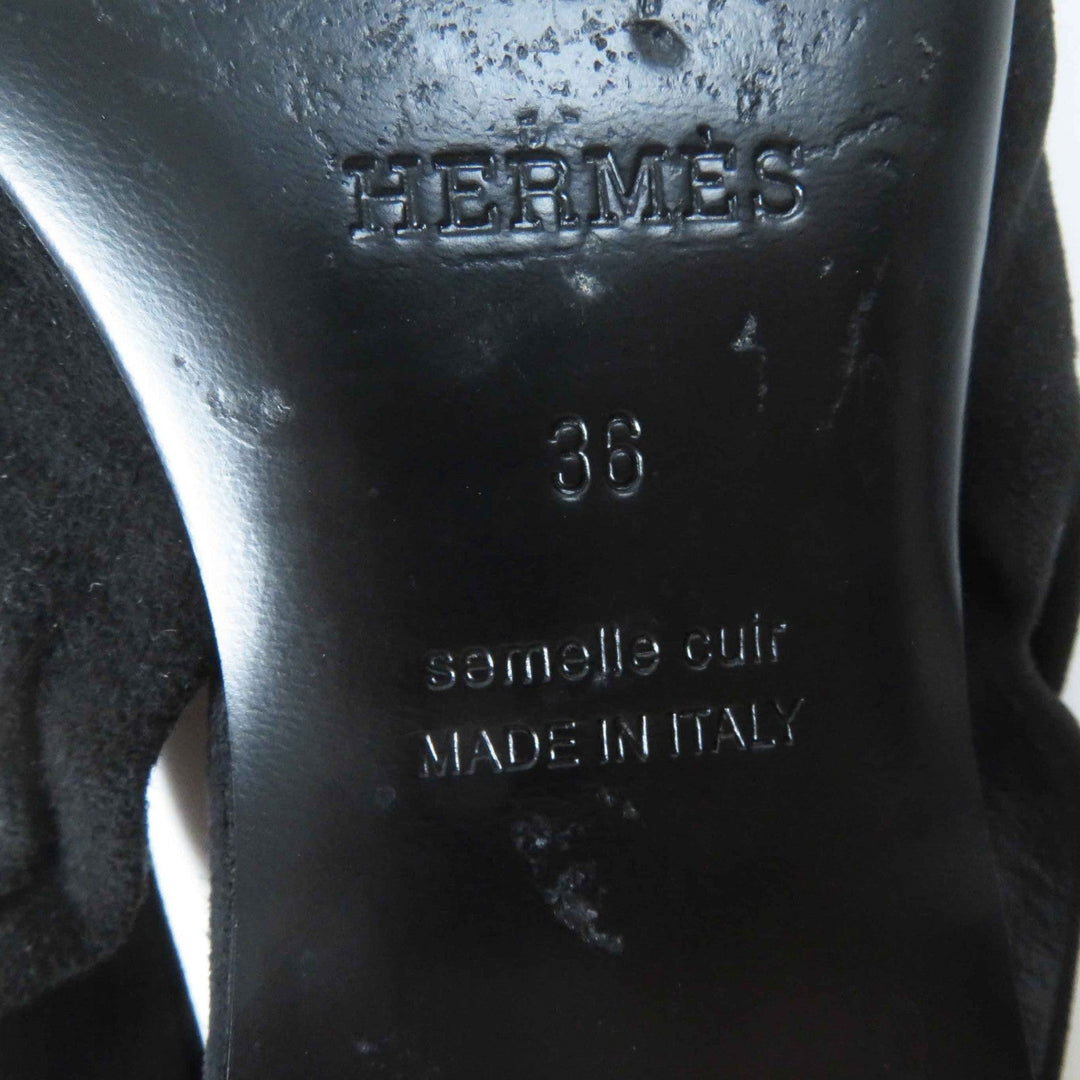 HERMÈS
36
semelle cuir
MADE IN ITALY